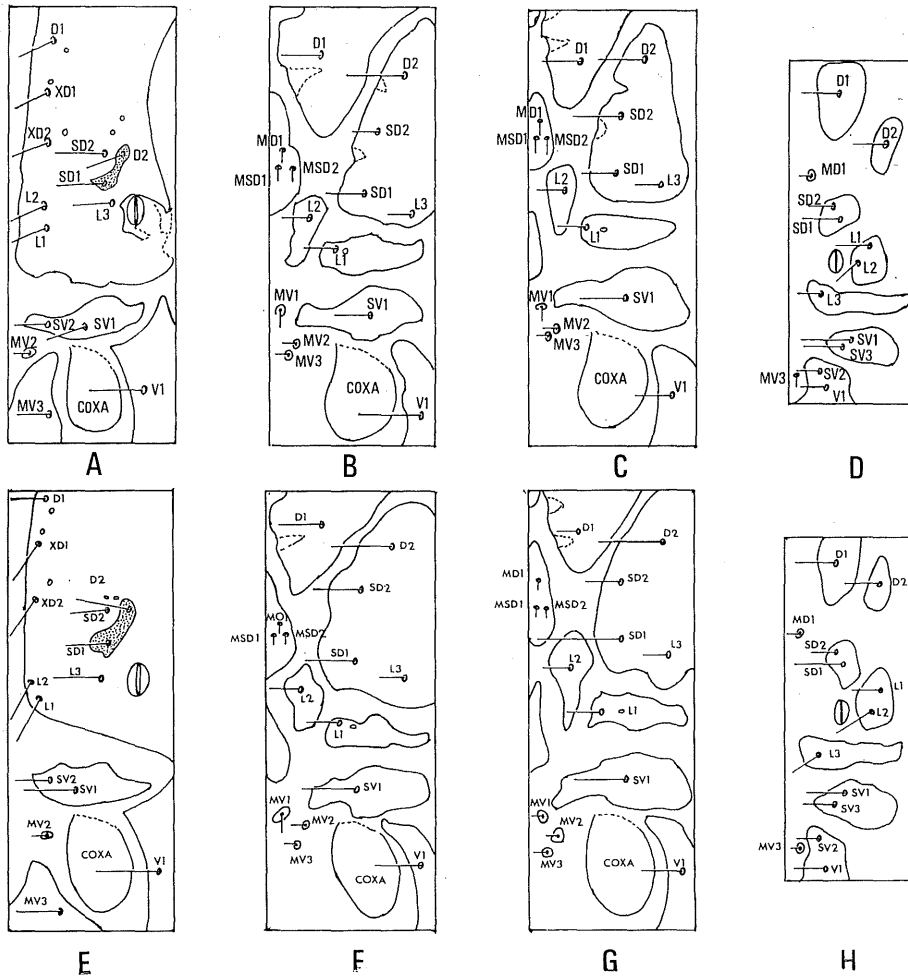 D1
XD1
XD2
SD2
D2
SD1
L2
L3
L1
SV2
SV1
MV2
V1
COXA
MV3
A
D1
D2
SD2
MD1
MSD1
MSD2
SD1
L2
L3
L1
MV1
SV1
MV2
MV3
COXA
V1
B
D1
D2
SD2
MD1
MSD1
MSD2
SD1
L2
L3
L1
MV1
SV1
MV2
MV3
COXA
V1
C
D1
D2
MD1
SD2
SD1
L1
L2
L3
SV1
SV3
SV2
MV3
V1
D
D1
XD1
D2
XD2
SD2
SD1
L3
L2
L1
SV2
SV1
MV2
COXA
V1
MV3
E
D1
D2
SD2
MO1
MSD1
MSD2
SD1
L3
L2
L1
SV1
MV1
MV2
MV3
COXA
V1
F
D1
D2
MD1
SD2
MSD1
MSD2
SD1
L2
L3
L1
SV1
MV1
MV2
MV3
COXA
V1
G
D1
D2
MD1
SD2
SD1
L1
L2
L3
SV1
SV3
MV3
SV2
V1
H